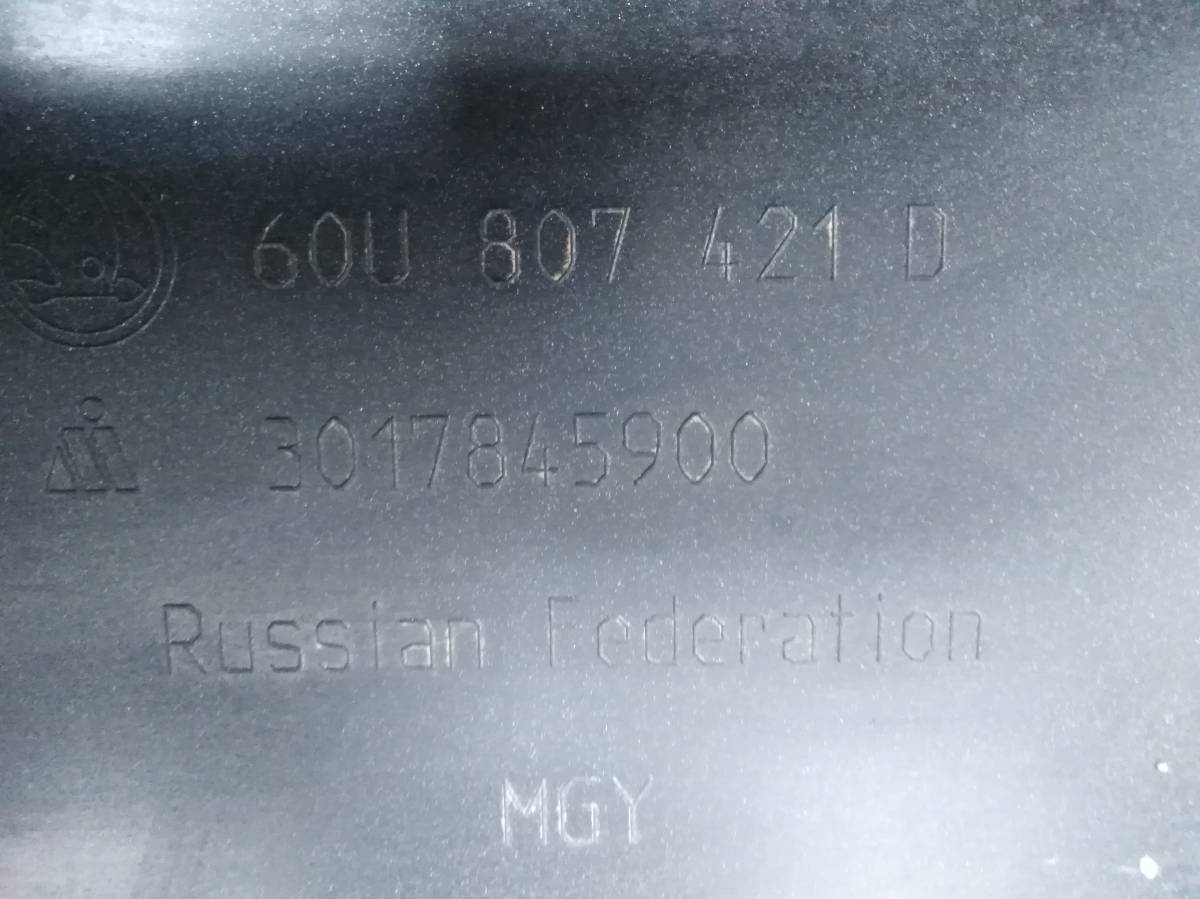 60U 807 421 D
3017845900
Russian Federation
MGY